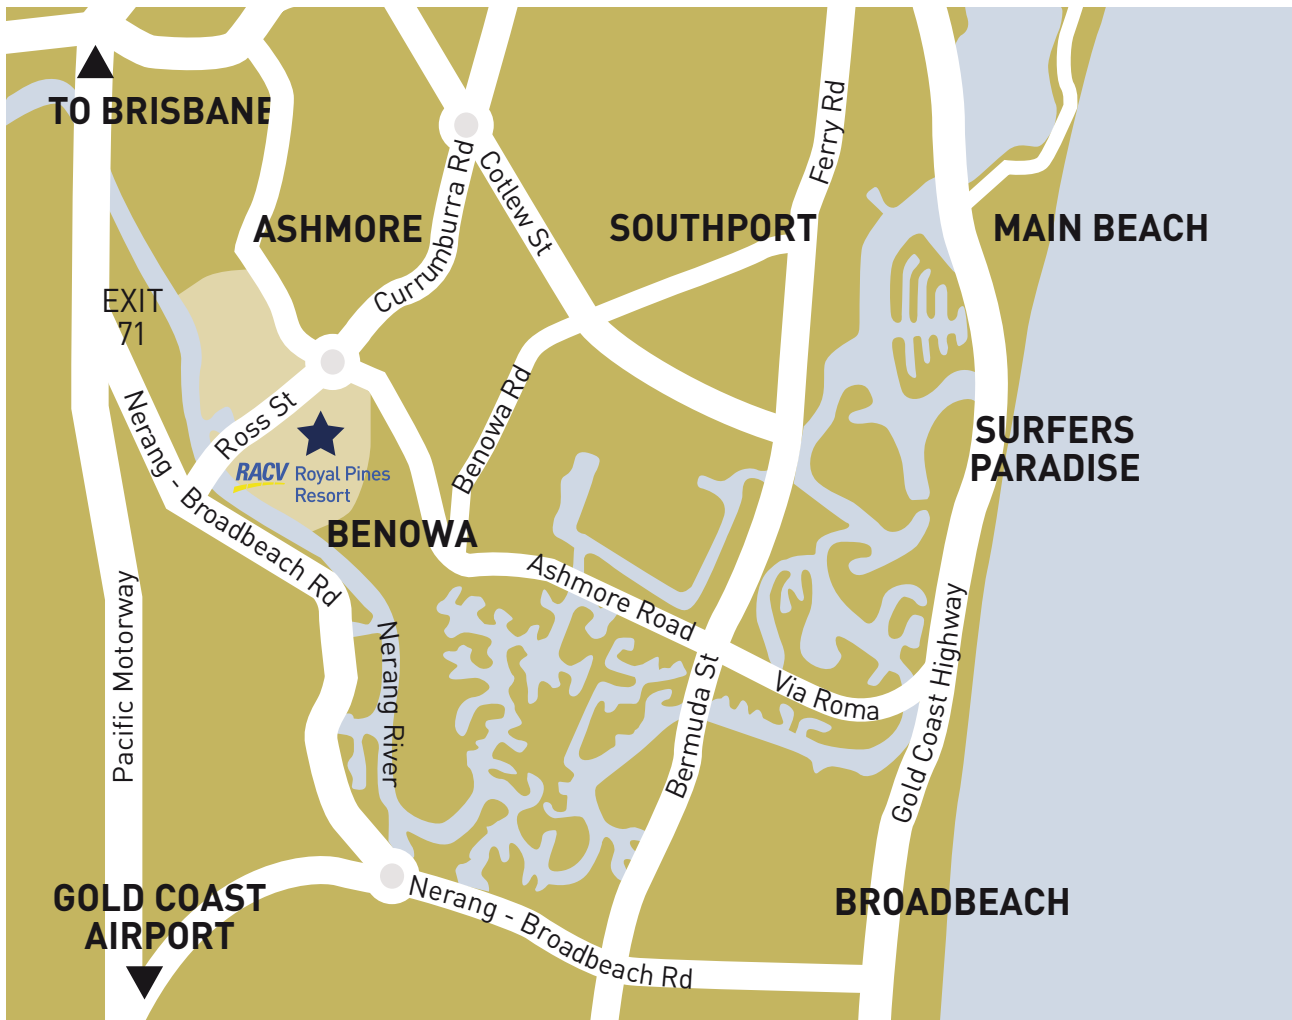 TO BRISBANE
Ferry Rd
Currumburra Rd
Cotlew St
ASHMORE
SOUTHPORT
MAIN BEACH
EXIT
71
Nerang - Broadbeach Rd
Ross St
Benowa Rd
SURFERS
PARADISE
RACV Royal Pines
Resort
BENOWA
Ashmore Road
Pacific Motorway
Nerang River
Bermuda St
Via Roma
Gold Coast Highway
GOLD COAST
AIRPORT
Nerang - Broadbeach Rd
BROADBEACH